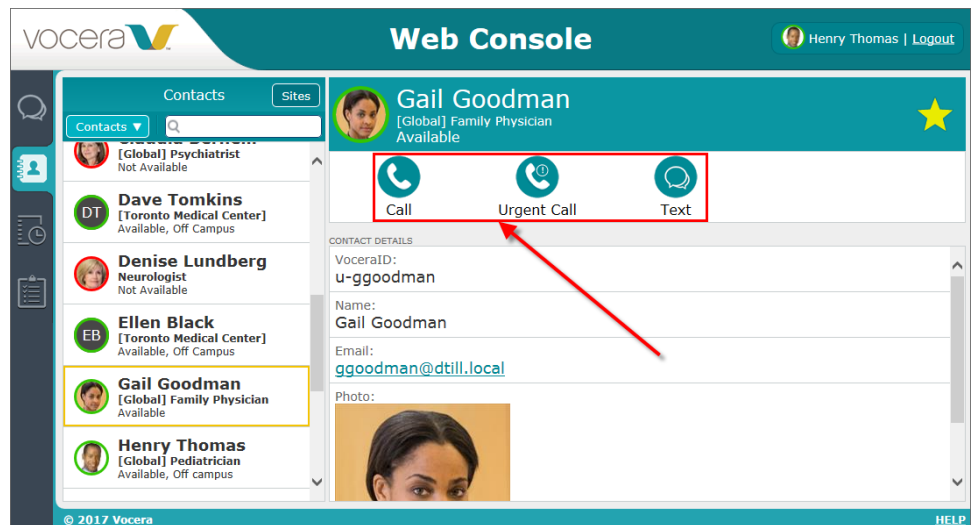 vocera
Web Console
Henry Thomas | Logout
Contacts
Sites
Contacts ▼
[Global] Psychiatrist
Not Available
DT
Dave Tomkins
[Toronto Medical Center]
Available, Off Campus
Denise Lundberg
Neurologist
Not Available
EB
Ellen Black
[Toronto Medical Center]
Available, Off Campus
Gail Goodman
[Global] Family Physician
Available
Henry Thomas
[Global] Pediatrician
Available, Off campus
Gail Goodman
[Global] Family Physician
Available
Call
Urgent Call
Text
CONTACT DETAILS
VoceraID:
u-ggoodman
Name:
Gail Goodman
Email:
ggoodman@dtill.local
Photo:
© 2017 Vocera
HELP